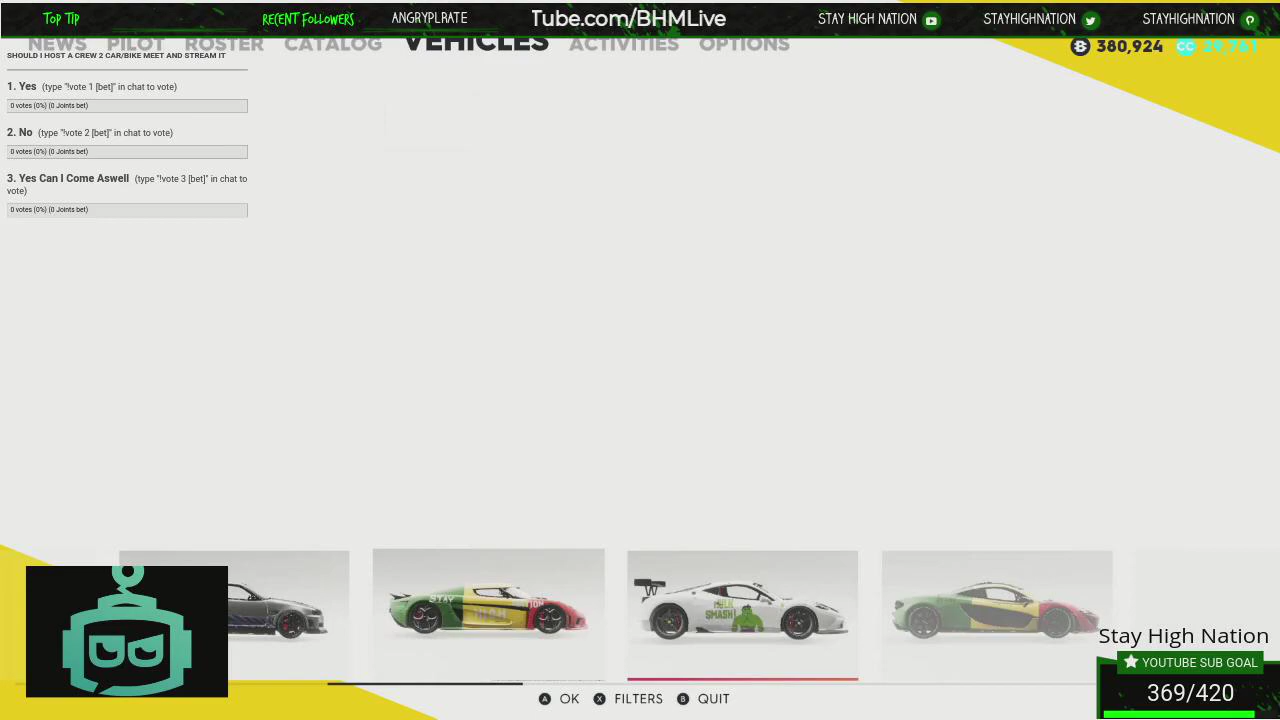 TOP TIP
RECENT FOLLOWERS
ANGRYPLRATE
Tube.com/BHMLive
STAY HIGH NATION
STAYHIGHNATION
STAYHIGHNATION
NEWS PILOT ROSTER CATALOG VEHICLES ACTIVITIES OPTIONS
380,924
CC 29,761
SHOULD I HOST A CREW 2 CAR/BIKE MEET AND STREAM IT
1. Yes (type "!vote 1 [bet]" in chat to vote)
0 votes (0%) (0 Joints bet)
2. No (type "!vote 2 [bet]" in chat to vote)
0 votes (0%) (0 Joints bet)
3. Yes Can I Come Aswell (type "!vote 3 [bet]" in chat to
vote)
0 votes (0%) (0 Joints bet)
STAY HIGH NATION
HULK
SMASH!
A OK X FILTERS B QUIT
Stay High Nation
YOUTUBE SUB GOAL
369/420